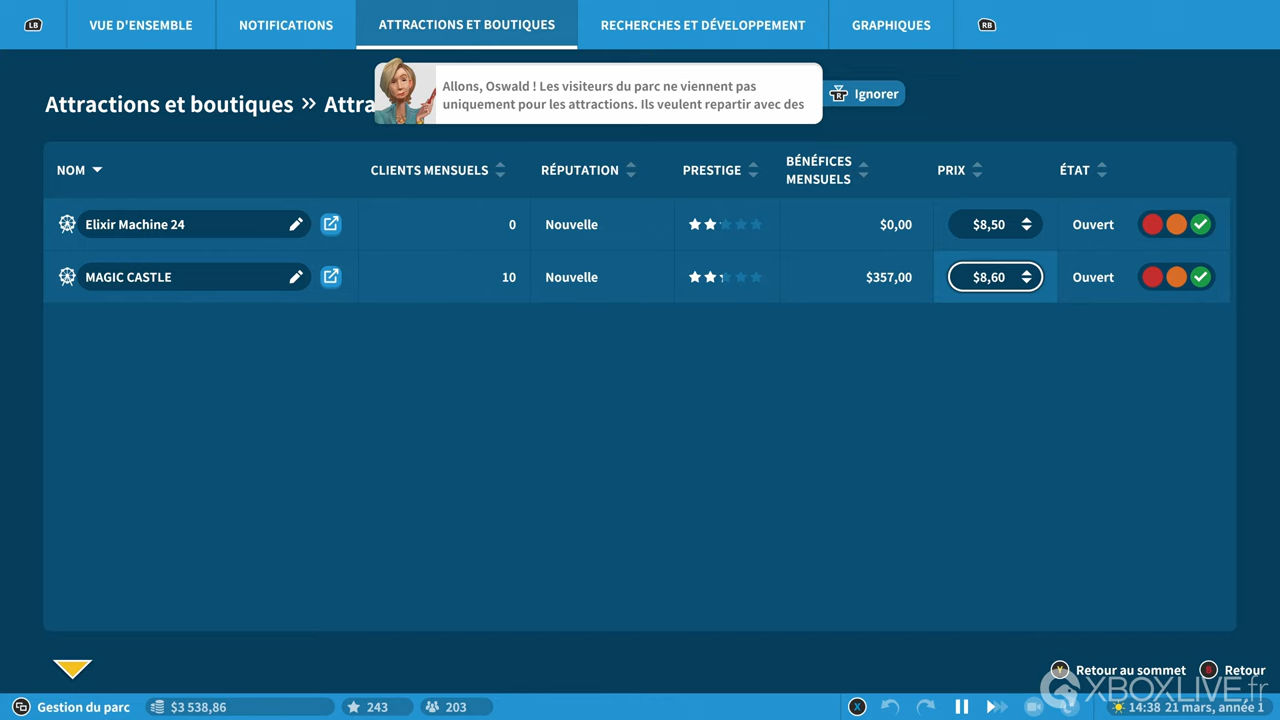 LB
VUE D'ENSEMBLE
NOTIFICATIONS
ATTRACTIONS ET BOUTIQUES
RECHERCHES ET DÉVELOPPEMENT
GRAPHIQUES
RB
Allons, Oswald ! Les visiteurs du parc ne viennent pas
uniquement pour les attractions. Ils veulent repartir avec des
R Ignorer
Attractions et boutiques » Attra
NOM
CLIENTS MENSUELS
RÉPUTATION
PRESTIGE
BÉNÉFICES
MENSUELS
PRIX
ÉTAT
Elixir Machine 24
0
Nouvelle
$0,00
$8,50
Ouvert
MAGIC CASTLE
10
Nouvelle
$357,00
$8,60
Ouvert
Y Retour au sommet
B Retour
XBOXLIVE.fr
Gestion du parc
$3 538,86
243
203
X
14:38 21 mars, année 1